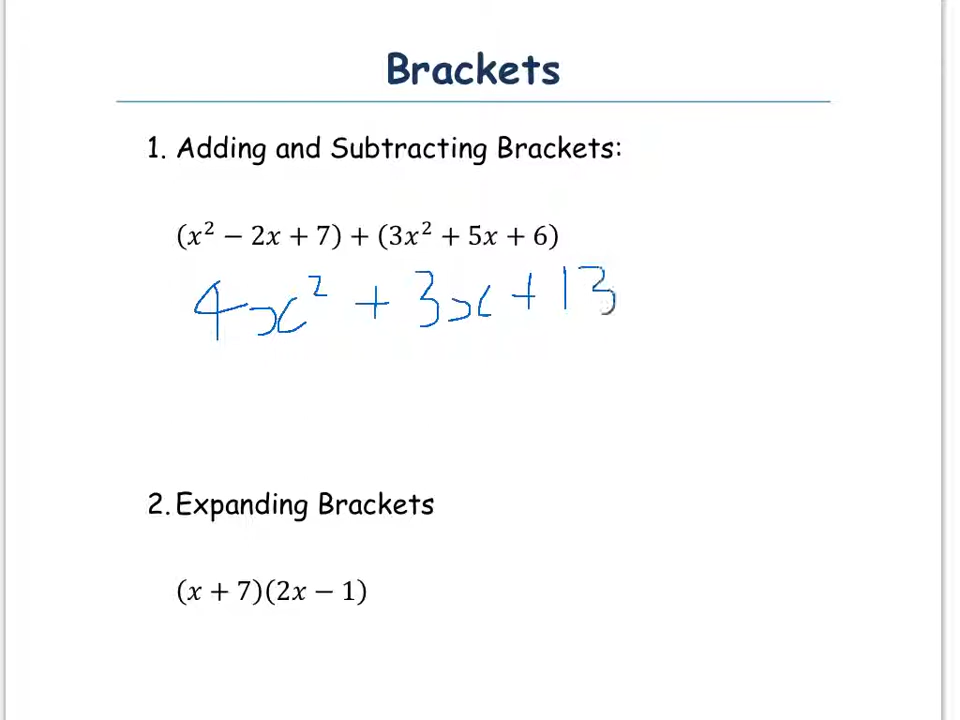 Brackets
1. Adding and Subtracting Brackets:
(x² − 2x + 7) + (3x² + 5x + 6)
4x² + 3x + 13
2. Expanding Brackets
(x + 7)(2x − 1)